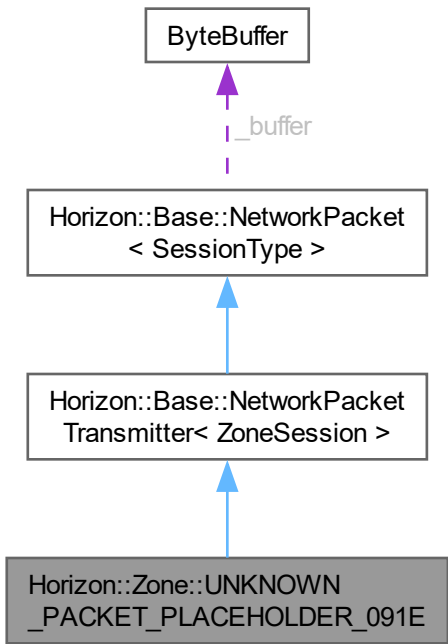 ByteBuffer
_buffer
Horizon::Base::NetworkPacket
< SessionType >
Horizon::Base::NetworkPacket
Transmitter< ZoneSession >
Horizon::Zone::UNKNOWN
_PACKET_PLACEHOLDER_091E